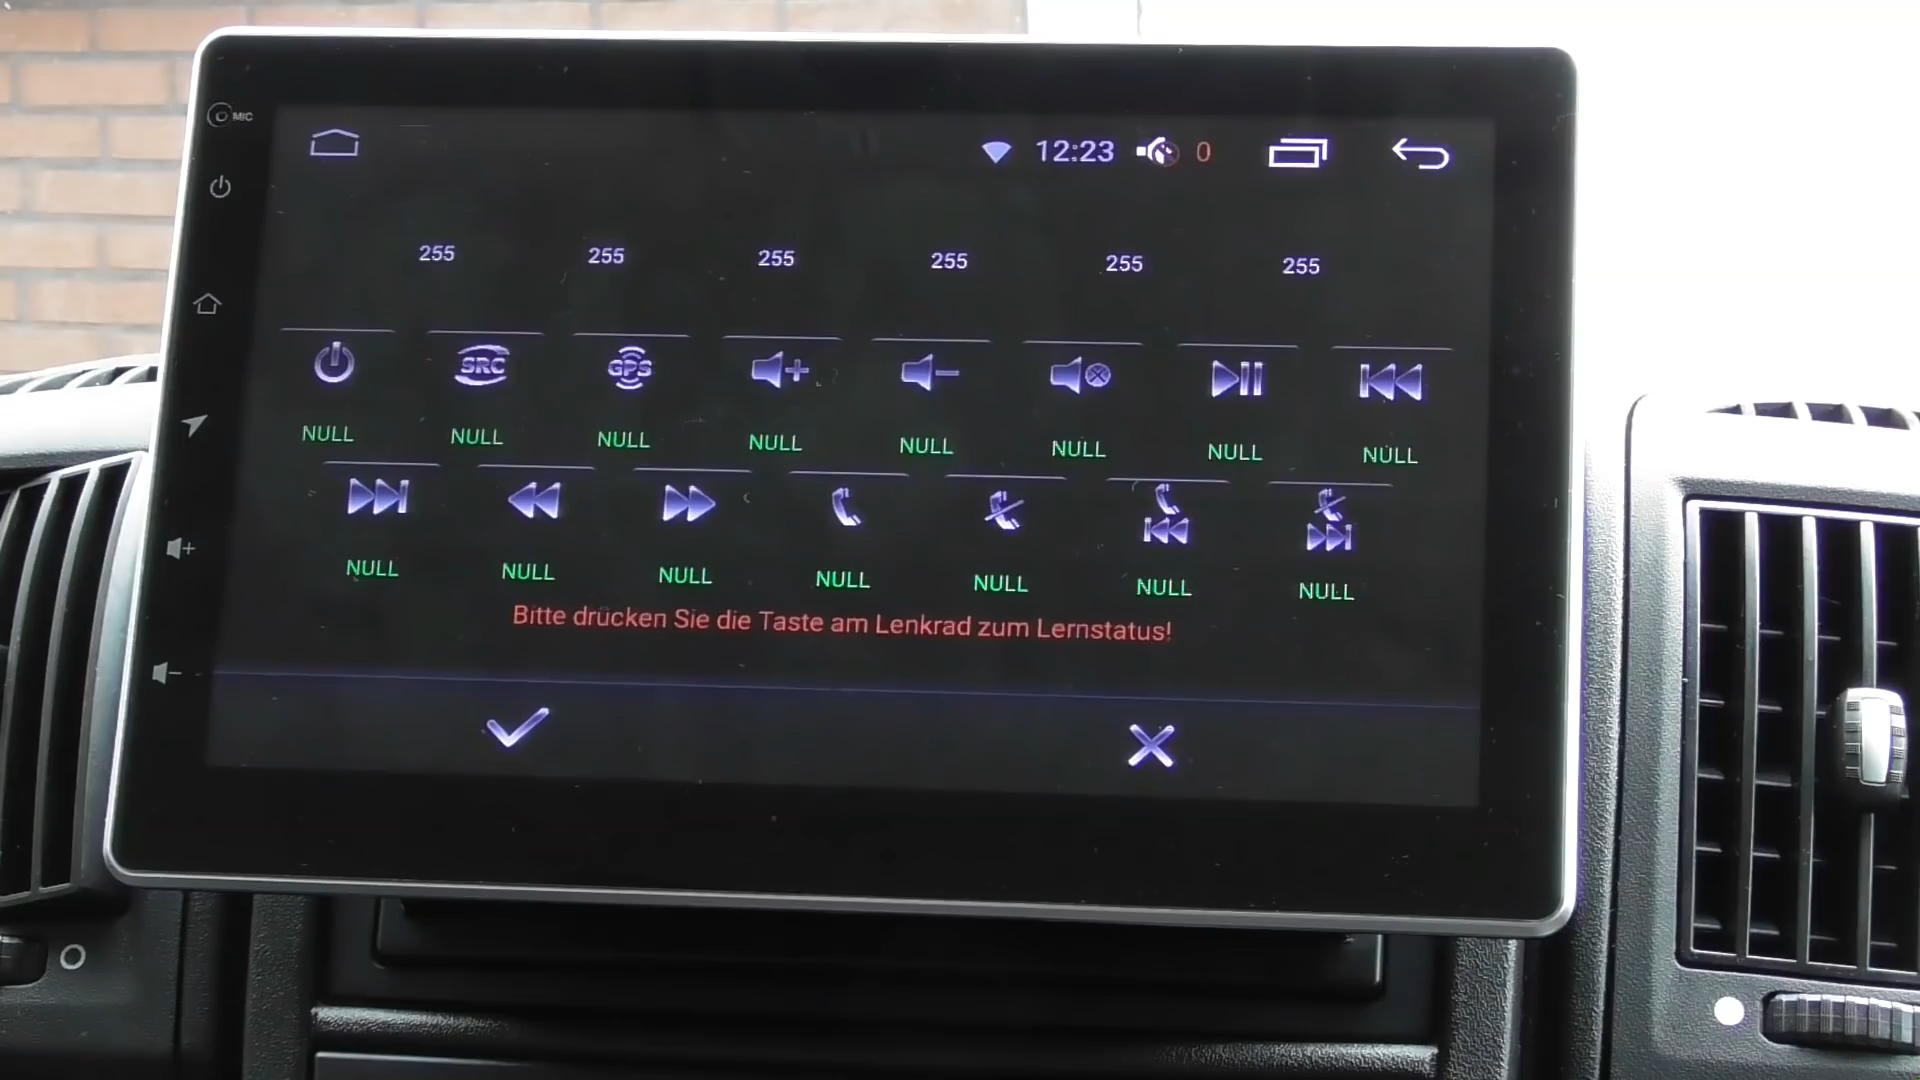 MIC
12:23 0
255 255 255 255 255 255
SRC GPS
NULL NULL NULL NULL NULL NULL NULL NULL
NULL NULL NULL NULL NULL NULL NULL
Bitte drücken Sie die Taste am Lenkrad zum Lernstatus!